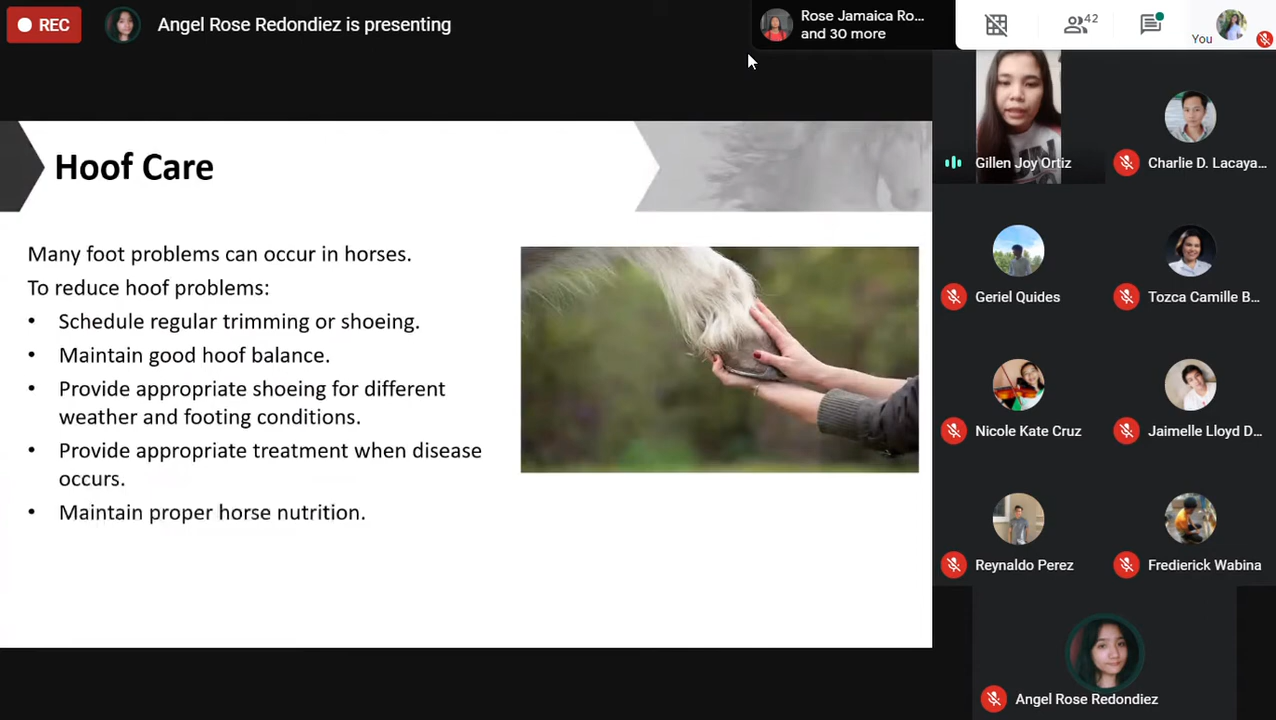 REC
Angel Rose Redondiez is presenting
Rose Jamaica Ro...
and 30 more
42
You
Hoof Care
Many foot problems can occur in horses.
To reduce hoof problems:
• Schedule regular trimming or shoeing.
• Maintain good hoof balance.
• Provide appropriate shoeing for different
weather and footing conditions.
• Provide appropriate treatment when disease
occurs.
• Maintain proper horse nutrition.
Gillen Joy Ortiz
Charlie D. Lacaya...
Geriel Quides
Tozca Camille B...
Nicole Kate Cruz
Jaimelle Lloyd D...
Reynaldo Perez
Fredierick Wabina
Angel Rose Redondiez